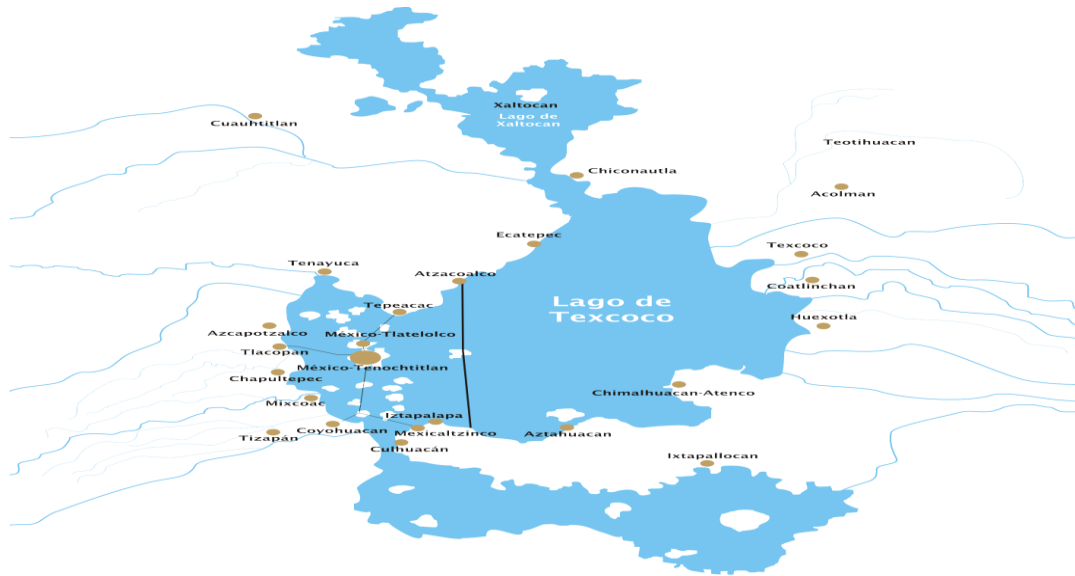 Xaltocan
Lago de
Xaltocan
Cuauhtitlan
Teotihuacan
Chiconautla
Acolman
Ecatepec
Texcoco
Tenayuca
Atzacoalco
Coatlinchan
Tepeacac
Lago de
Texcoco
Huexotla
Azcapotzalco
México-Tlatelolco
Tlacopan
México-Tenochtitlan
Chapultepec
Chimalhuacan-Atenco
Mixcoac
Iztapalapa
Coyohuacan
Mexicaltzinco
Aztahuacan
Tizapán
Culhuacán
Ixtapallocan